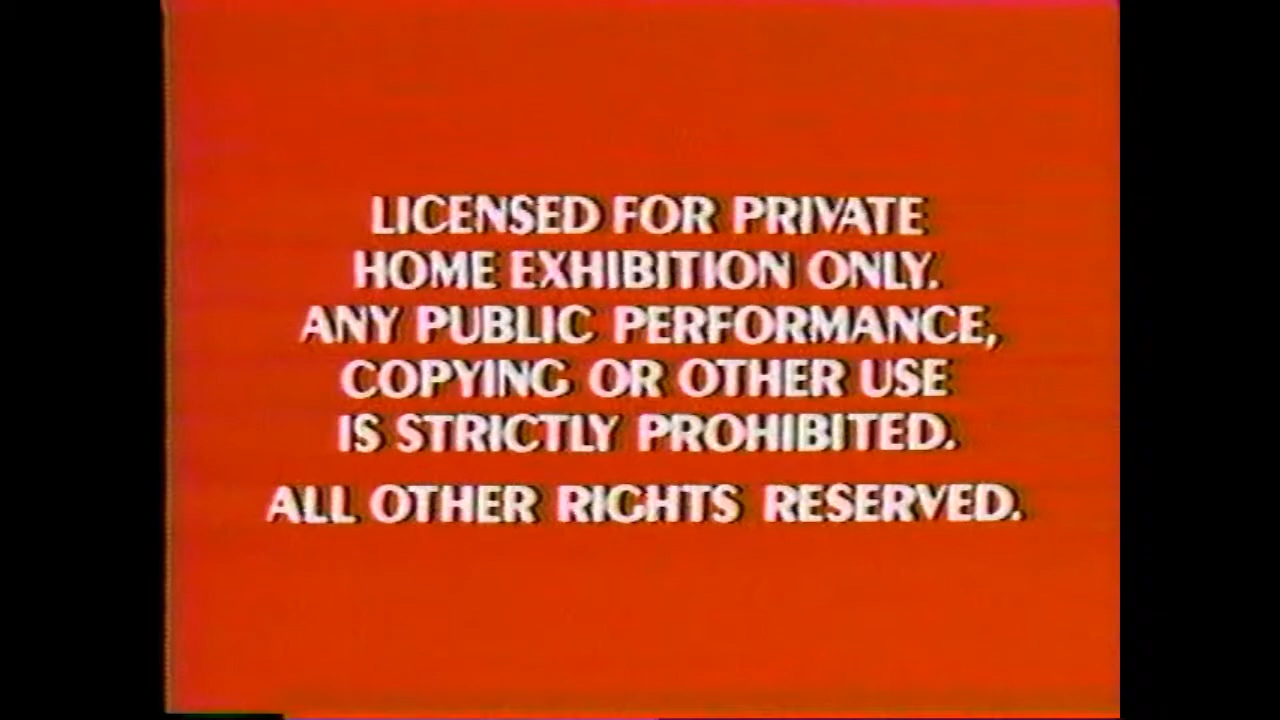 LICENSED FOR PRIVATE
HOME EXHIBITION ONLY.
ANY PUBLIC PERFORMANCE,
COPYING OR OTHER USE
IS STRICTLY PROHIBITED.
ALL OTHER RIGHTS RESERVED.